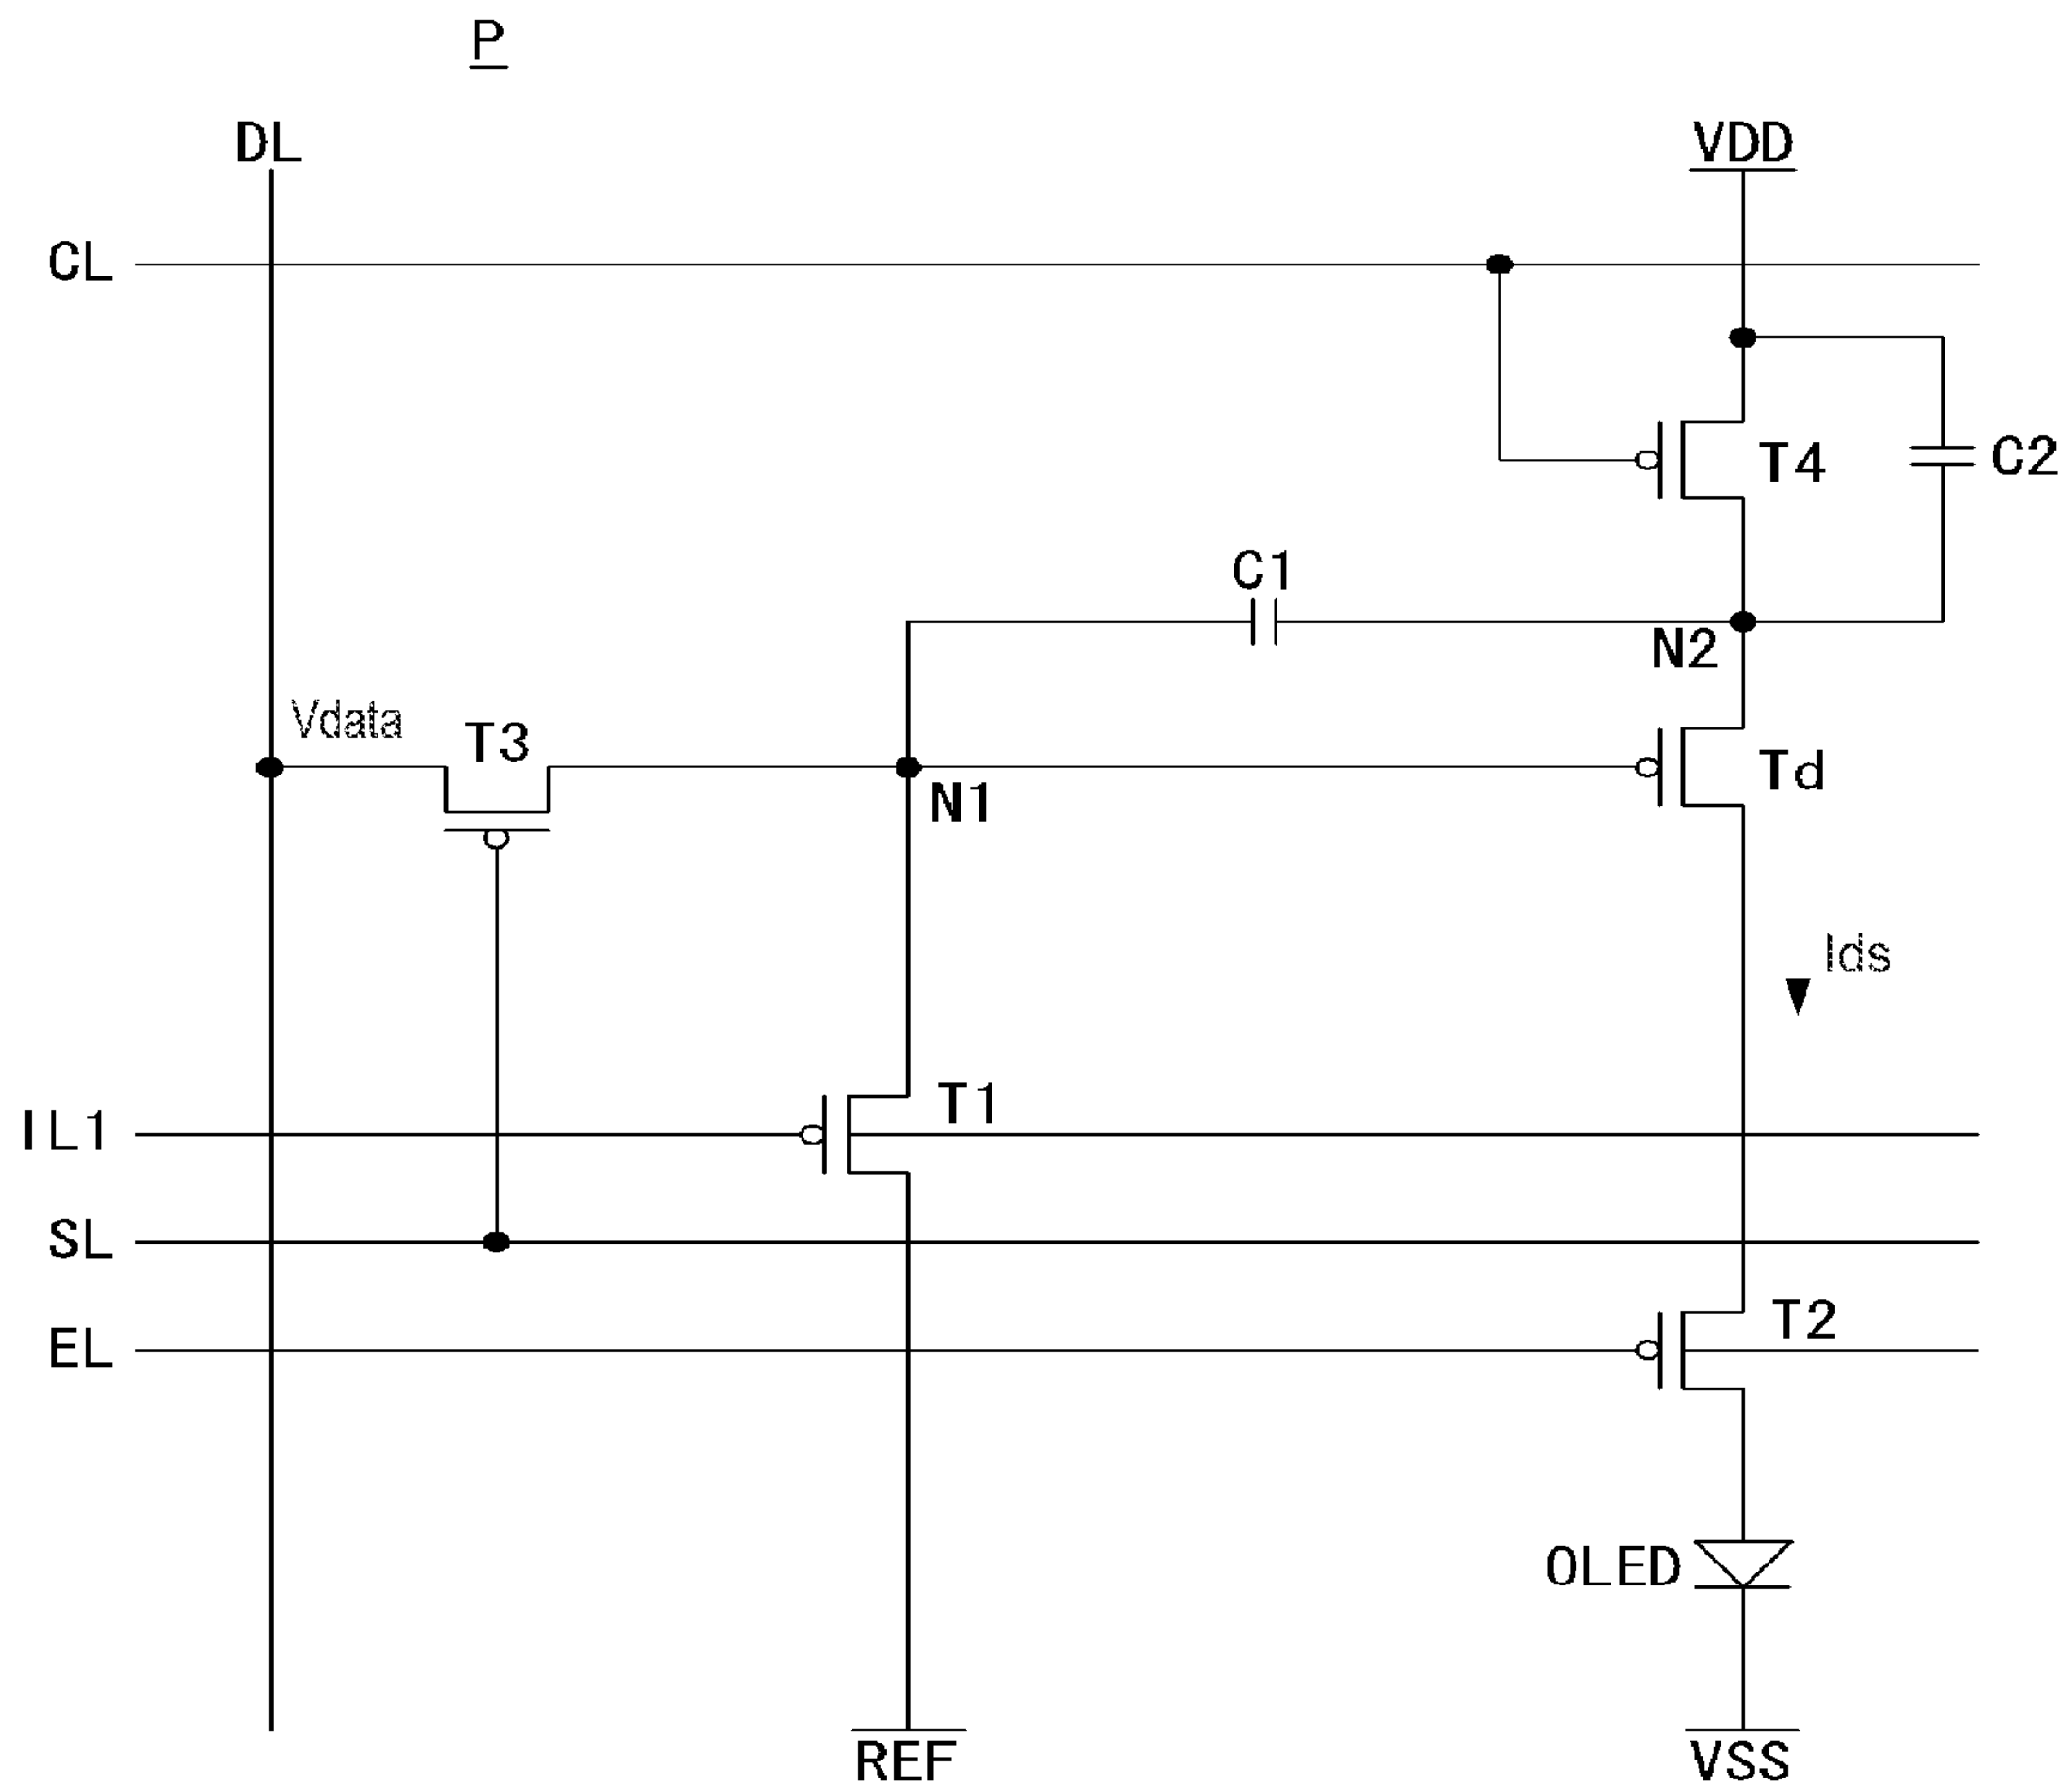 P
DL
VDD
CL
T4
C2
C1
N2
Vdata
T3
Td
N1
Ids
T1
IL1
SL
T2
EL
OLED
REF
VSS